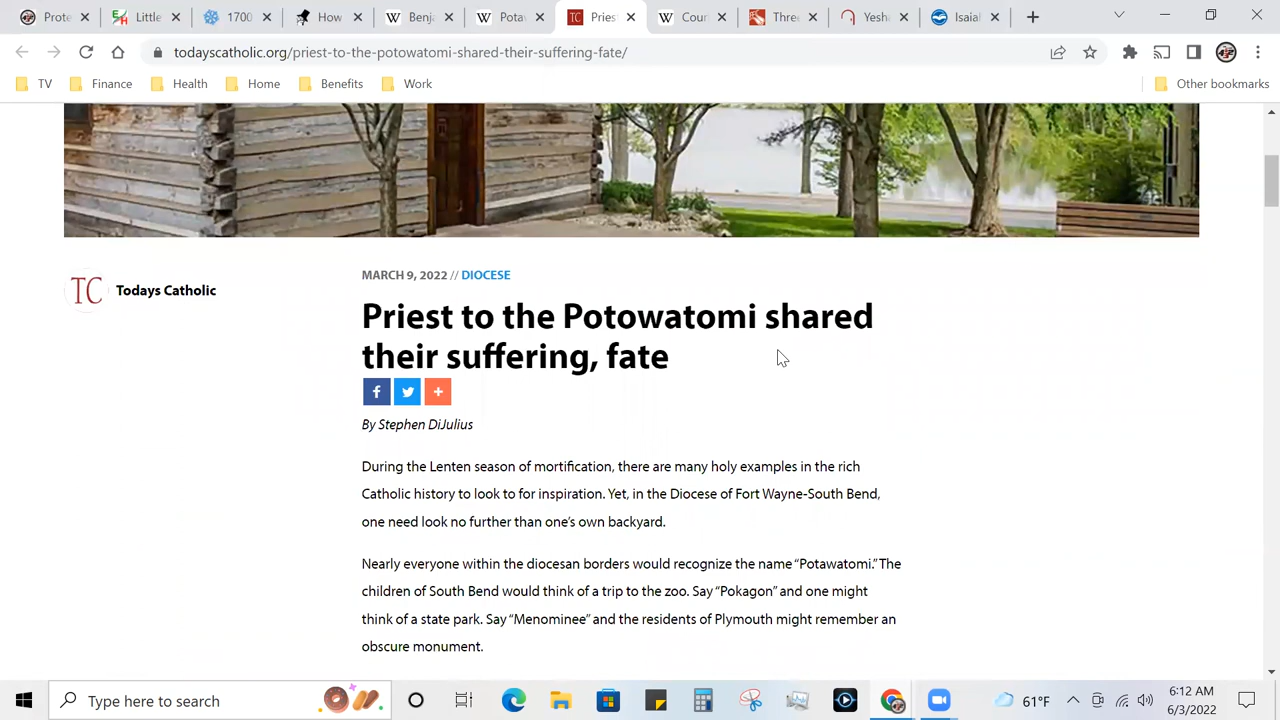 Prote
Little
1700
How
Benja
Potav
Priest
Cour
Three
Yesha
Isaiah
todayscatholic.org/priest-to-the-potowatomi-shared-their-suffering-fate/
TV
Finance
Health
Home
Benefits
Work
Other bookmarks
TC
Todays Catholic
MARCH 9, 2022 // DIOCESE
Priest to the Potowatomi shared
their suffering, fate
By Stephen DiJulius
During the Lenten season of mortification, there are many holy examples in the rich
Catholic history to look to for inspiration. Yet, in the Diocese of Fort Wayne-South Bend,
one need look no further than one’s own backyard.
Nearly everyone within the diocesan borders would recognize the name “Potawatomi.” The
children of South Bend would think of a trip to the zoo. Say “Pokagon” and one might
think of a state park. Say “Menominee” and the residents of Plymouth might remember an
obscure monument.
Type here to search
61°F
6:12 AM
6/3/2022